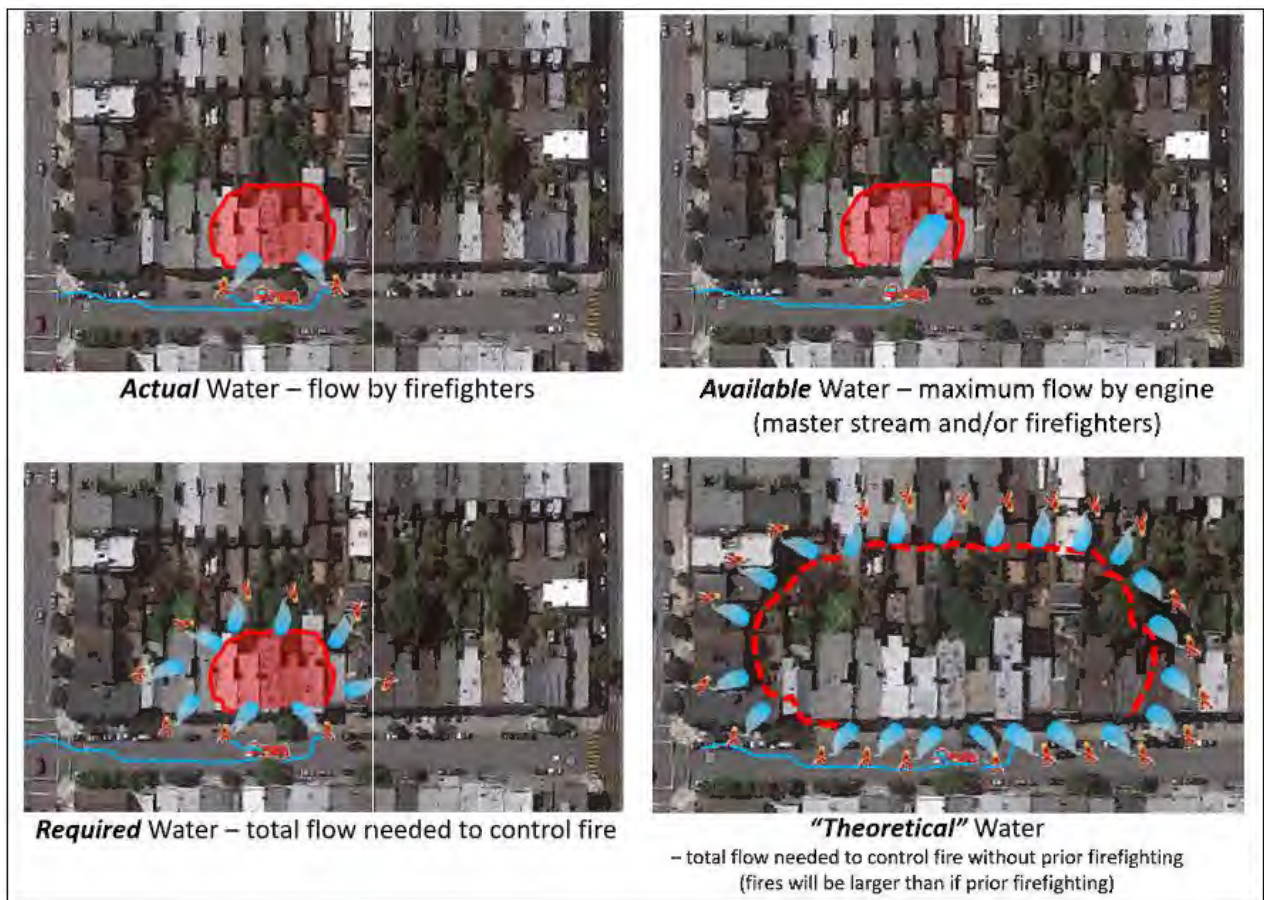 Actual Water – flow by firefighters
Available Water – maximum flow by engine
(master stream and/or firefighters)
Required Water – total flow needed to control fire
"Theoretical" Water
– total flow needed to control fire without prior firefighting
(fires will be larger than if prior firefighting)